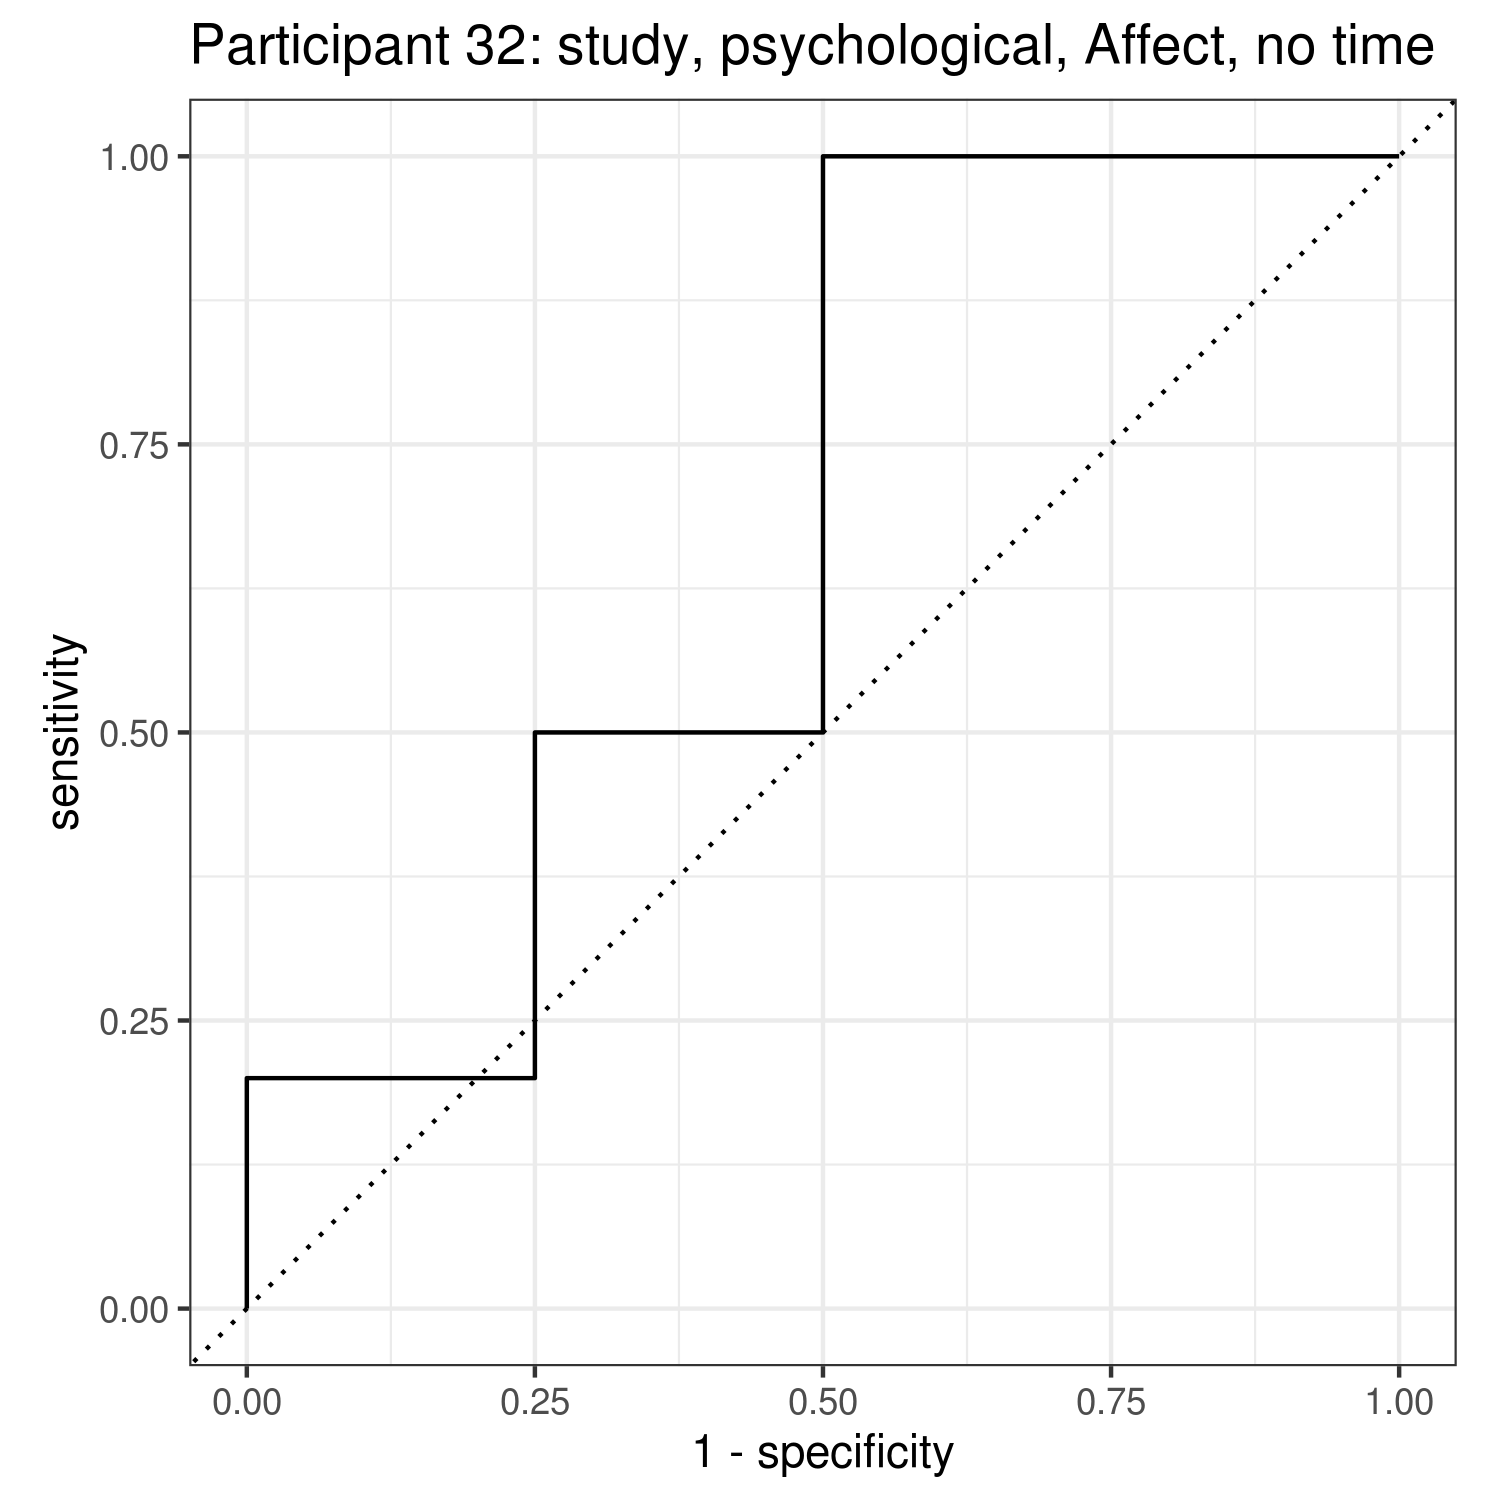 Participant 32: study, psychological, Affect, no time
1.00
0.75
0.50
0.25
0.00
sensitivity
0.00 0.25 0.50 0.75 1.00
1 - specificity